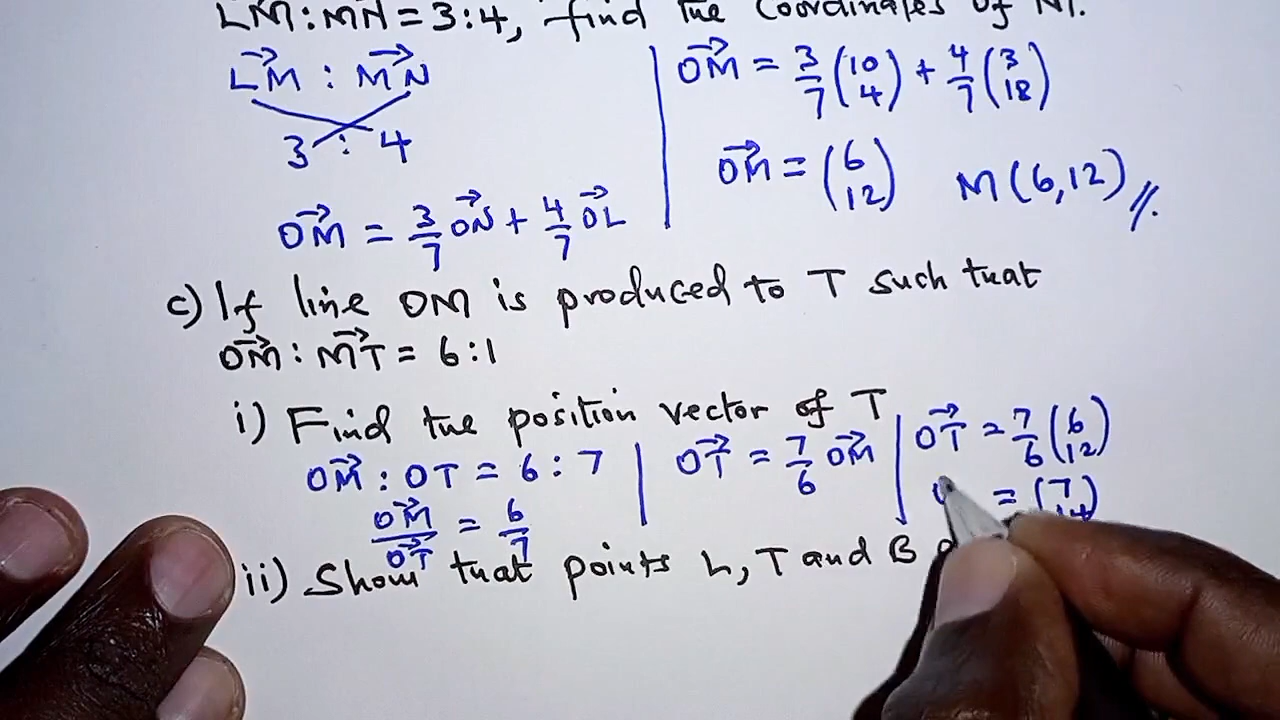 LM : MN = 3:4, find the coordinates of M.
LM : MN
3 : 4
OM = 3/7 ON + 4/7 OL
OM = 3/7 (10 4) + 4/7 (3 18)
OM = (6 12) M(6,12) //.
c) If line OM is produced to T such that
OM : MT = 6:1
i) Find the position vector of T
OM : OT = 6 : 7
OM/OT = 6/7
OT = 7/6 OM
OT = 7/6 (6 12)
= (7 14)
ii) Show that points L, T and B